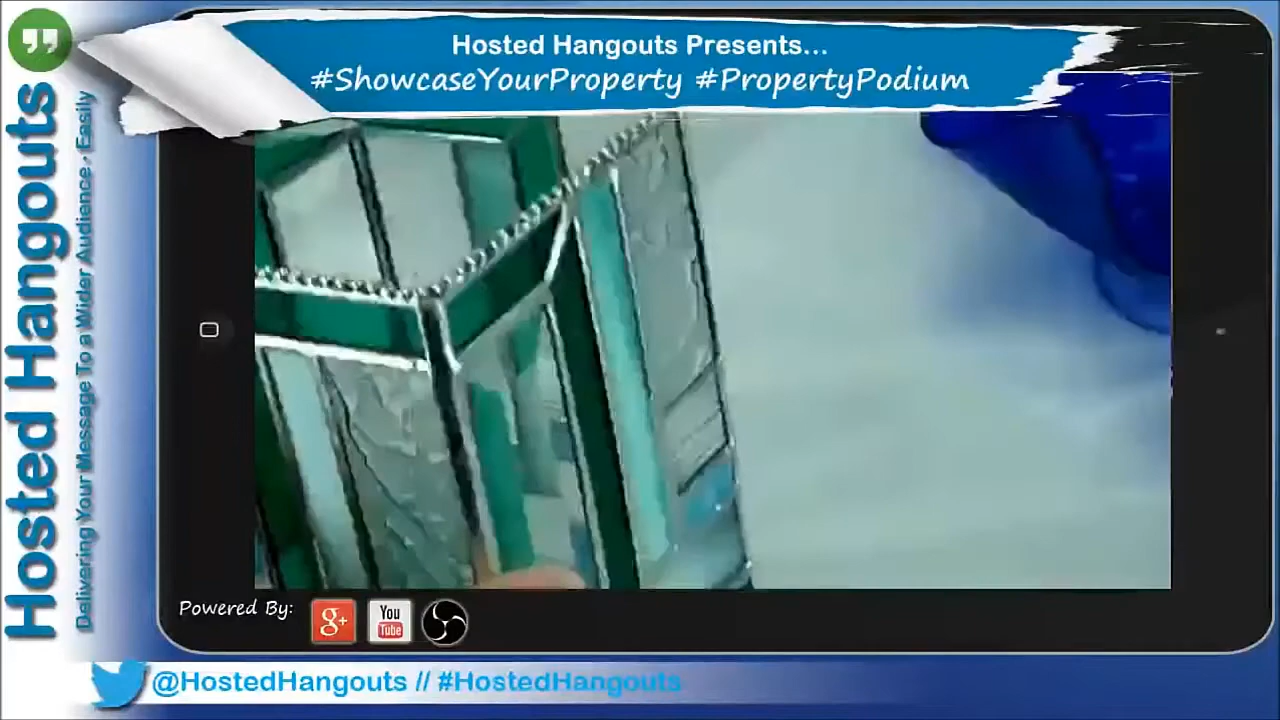 Hosted Hangouts Presents...
#ShowcaseYourProperty #PropertyPodium
Hosted Hangouts
Delivering Your Message To a Wider Audience - Easily
Powered By:
g+
You
Tube
@HostedHangouts // #HostedHangouts